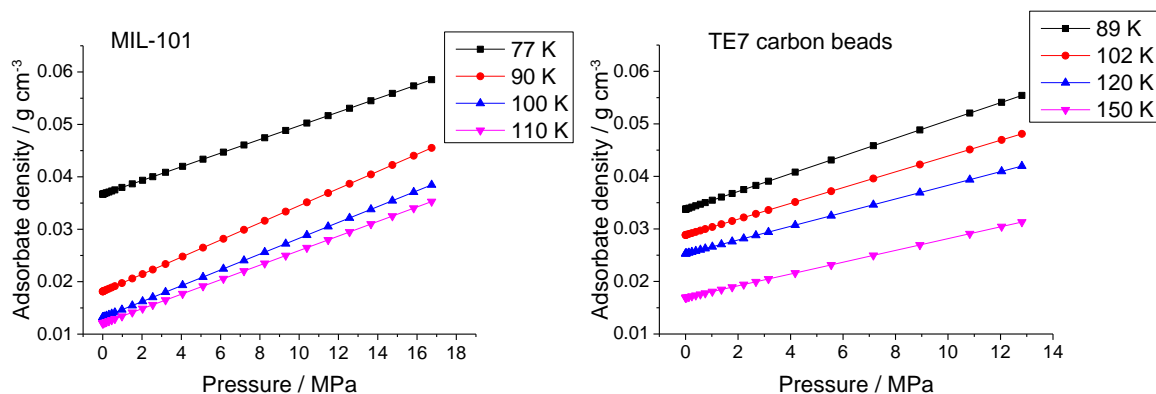 MIL-101
77 K
90 K
100 K
110 K
Adsorbate density / g cm⁻³
0.06
0.05
0.04
0.03
0.02
0.01
0 2 4 6 8 10 12 14 16 18
Pressure / MPa
TE7 carbon beads
89 K
102 K
120 K
150 K
Adsorbate density / g cm⁻³
0.06
0.05
0.04
0.03
0.02
0.01
0 2 4 6 8 10 12 14
Pressure / MPa